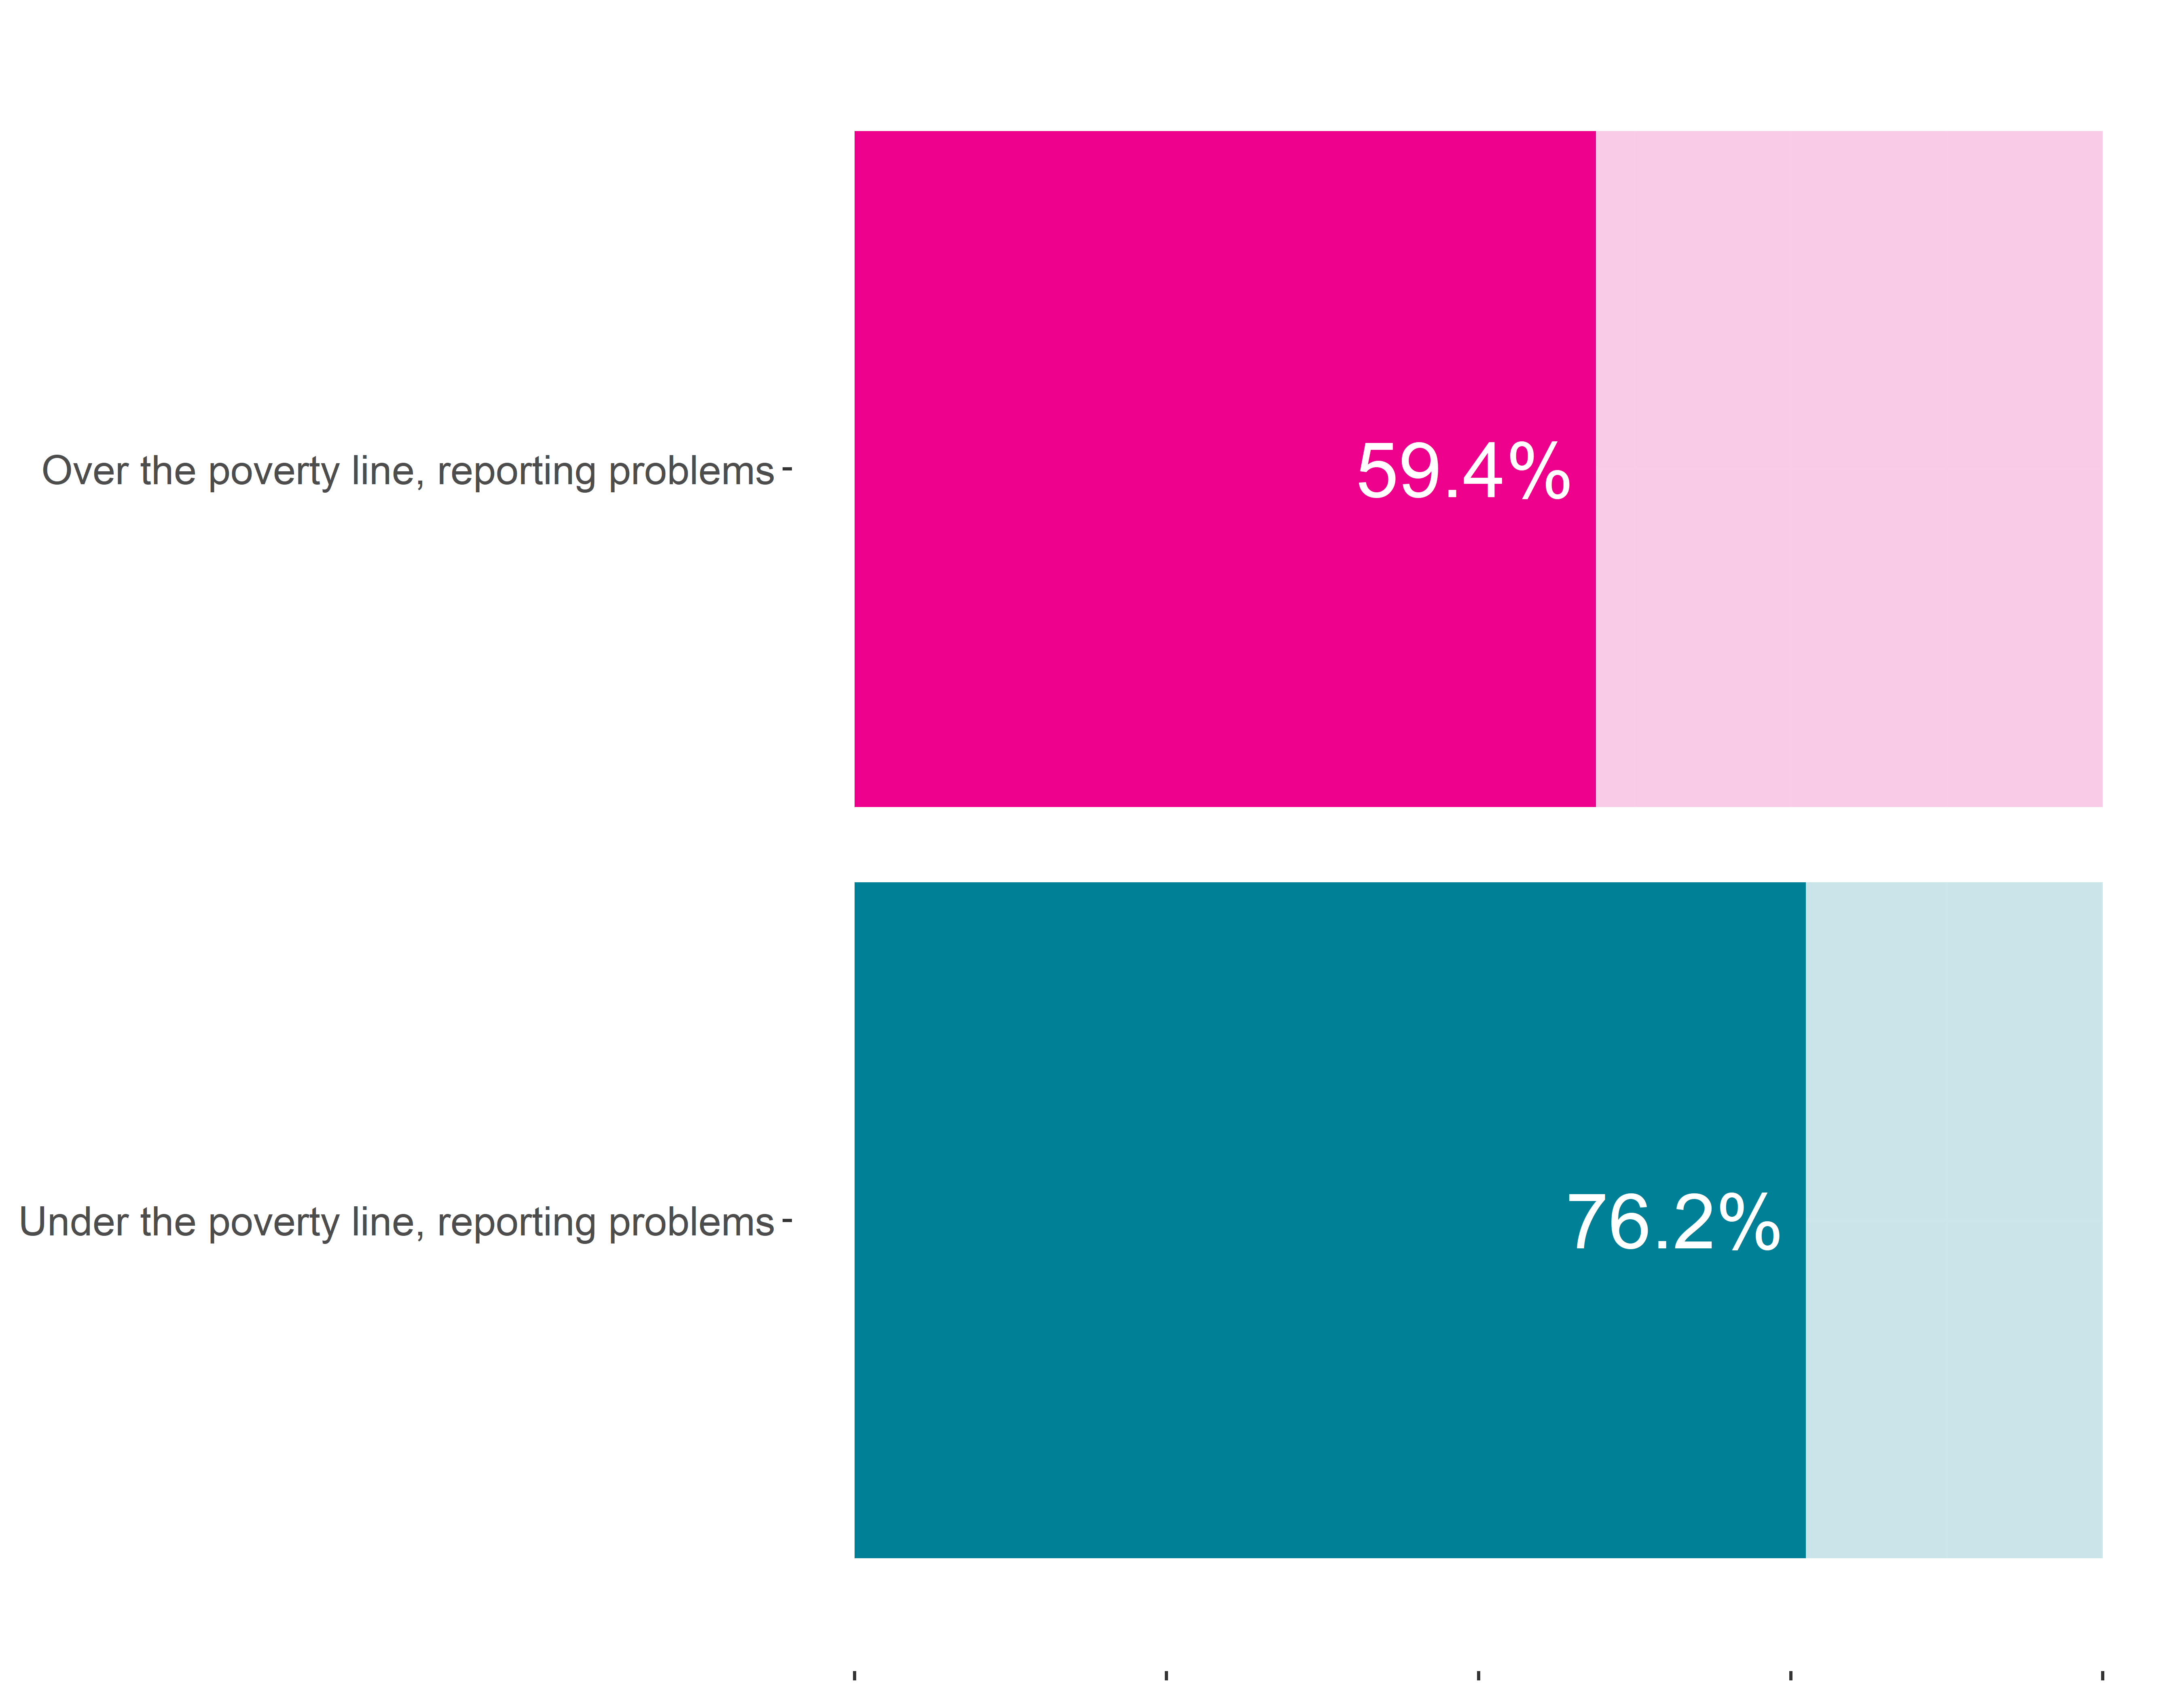 Over the poverty line, reporting problems
59.4%
Under the poverty line, reporting problems
76.2%